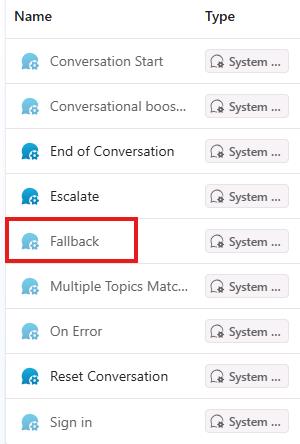 Name Type
Conversation Start System ...
Conversational boos... System ...
End of Conversation System ...
Escalate System ...
Fallback System ...
Multiple Topics Matc... System ...
On Error System ...
Reset Conversation System ...
Sign in System ...